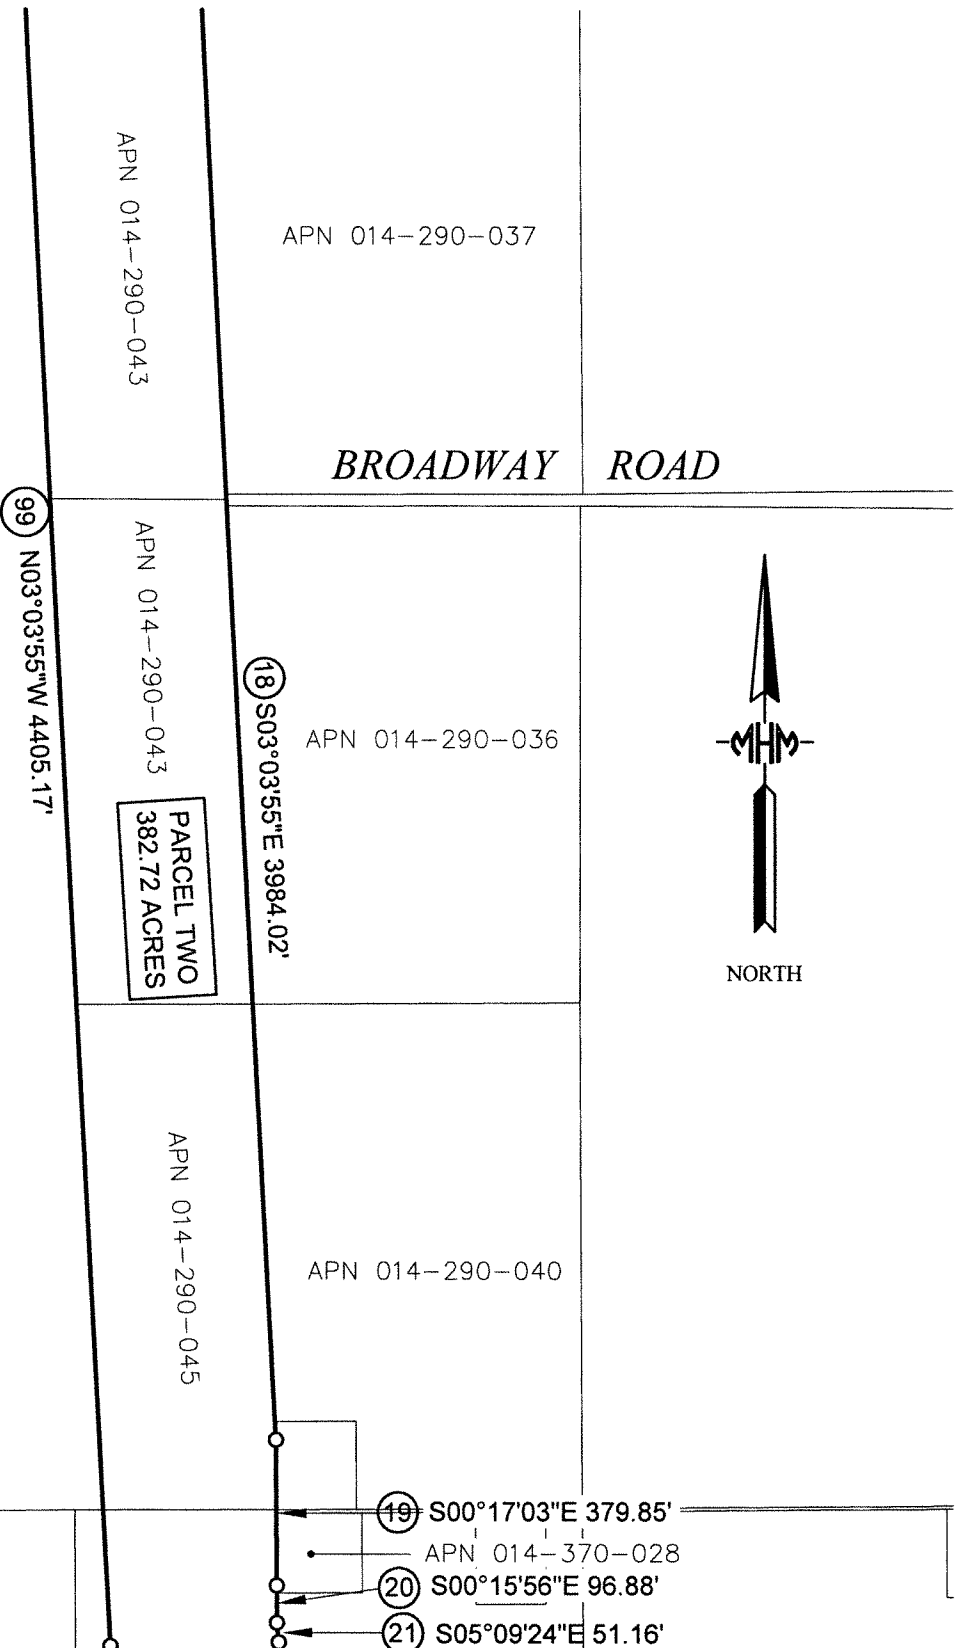 APN 014-290-043
APN 014-290-037
BROADWAY ROAD
99 N03°03'55"W 4405.17'
APN 014-290-043
18 S03°03'55"E 3984.02'
APN 014-290-036
MHM
NORTH
PARCEL TWO
382.72 ACRES
APN 014-290-045
APN 014-290-040
19 S00°17'03"E 379.85'
APN 014-370-028
20 S00°15'56"E 96.88'
21 S05°09'24"E 51.16'